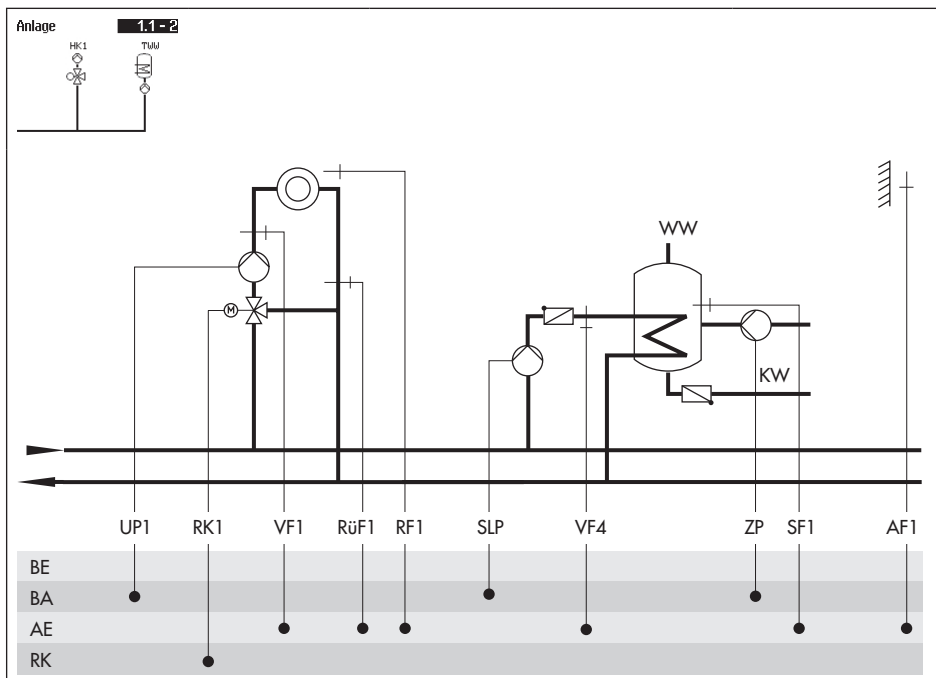 Anlage 1.1 - 2
HK1 TWW
WW
M
KW
UP1 RK1 VF1 RüF1 RF1 SLP VF4 ZP SF1 AF1
BE
BA
AE
RK